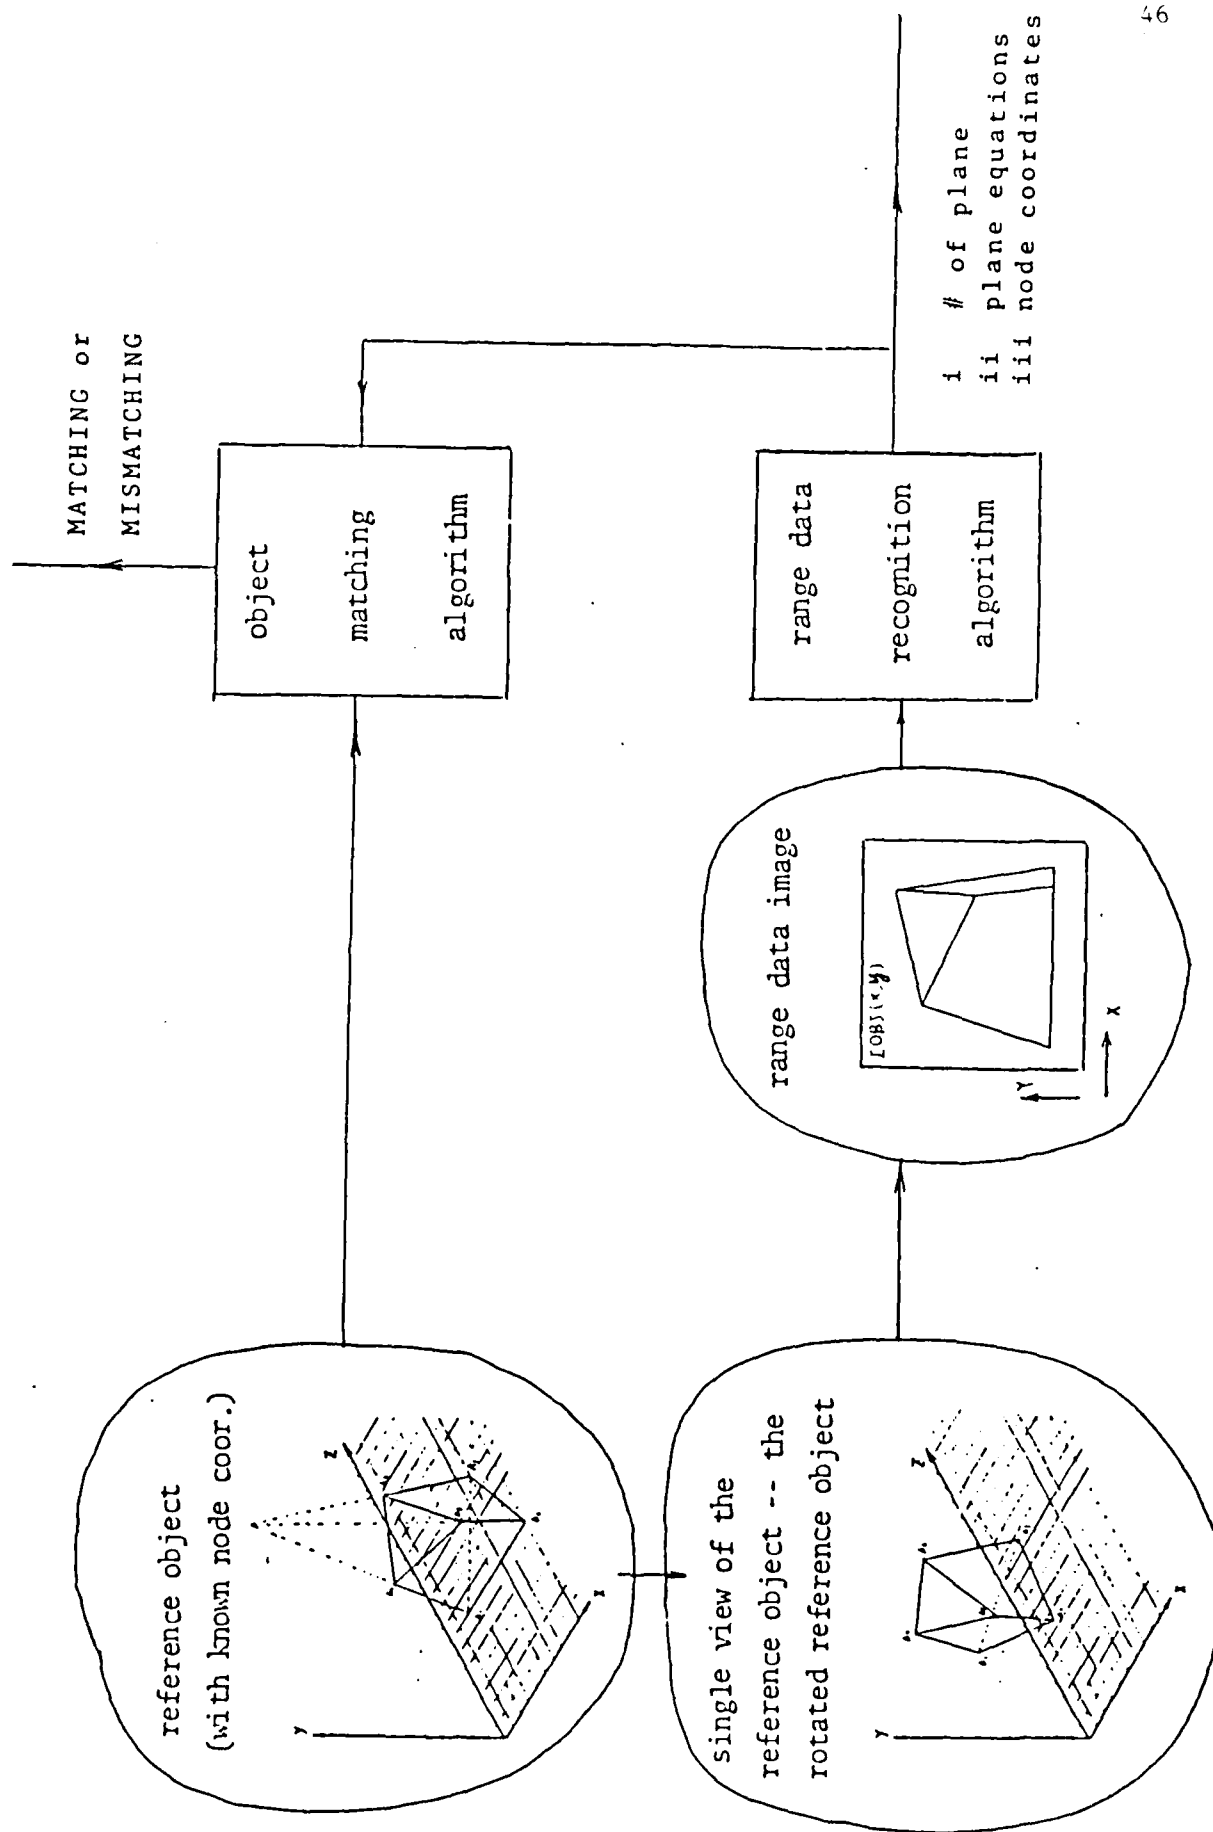 46
reference object
(with known node coor.)
Y
Z
X
object
matching
algorithm
MATCHING or
MISMATCHING
single view of the
reference object -- the
rotated reference object
Y
Z
X
range data image
IOBJ(x,y)
Y
X
range data
recognition
algorithm
i # of plane
ii plane equations
iii node coordinates